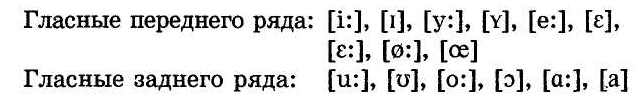 Гласные переднего ряда: [i:], [ɪ], [y:], [ʏ], [e:], [ɛ],
[ɛ:], [ø:], [œ]
Гласные заднего ряда: [u:], [ʊ], [o:], [ɔ], [ɑ:], [a]